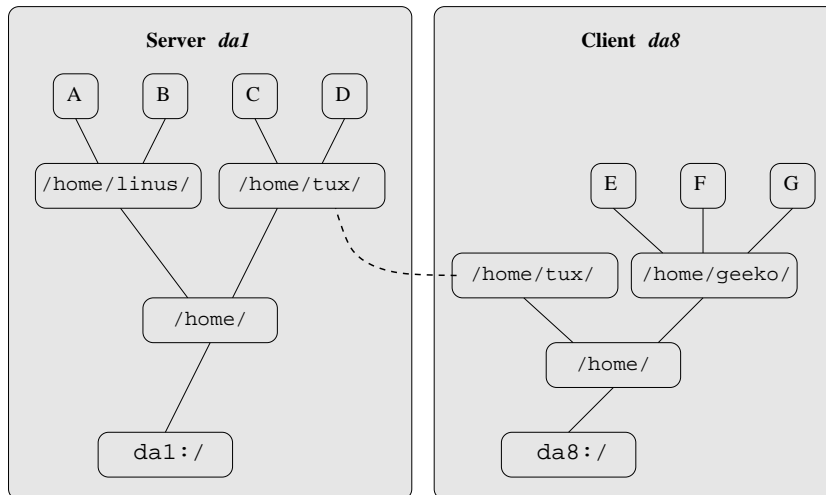 Server da1
A
B
C
D
/home/linus/
/home/tux/
/home/
da1:/
Client da8
E
F
G
/home/tux/
/home/geeko/
/home/
da8:/